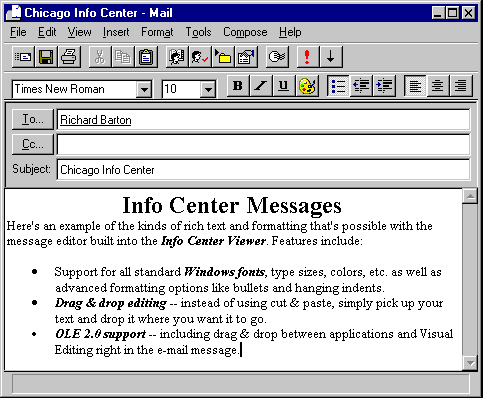 Chicago Info Center - Mail
File Edit View Insert Format Tools Compose Help
Times New Roman 10 B I U
To... Richard Barton
Cc...
Subject: Chicago Info Center
Info Center Messages
Here's an example of the kinds of rich text and formatting that's possible with the
message editor built into the Info Center Viewer. Features include:
• Support for all standard Windows fonts, type sizes, colors, etc. as well as
advanced formatting options like bullets and hanging indents.
• Drag & drop editing -- instead of using cut & paste, simply pick up your
text and drop it where you want it to go.
• OLE 2.0 support -- including drag & drop between applications and Visual
Editing right in the e-mail message.